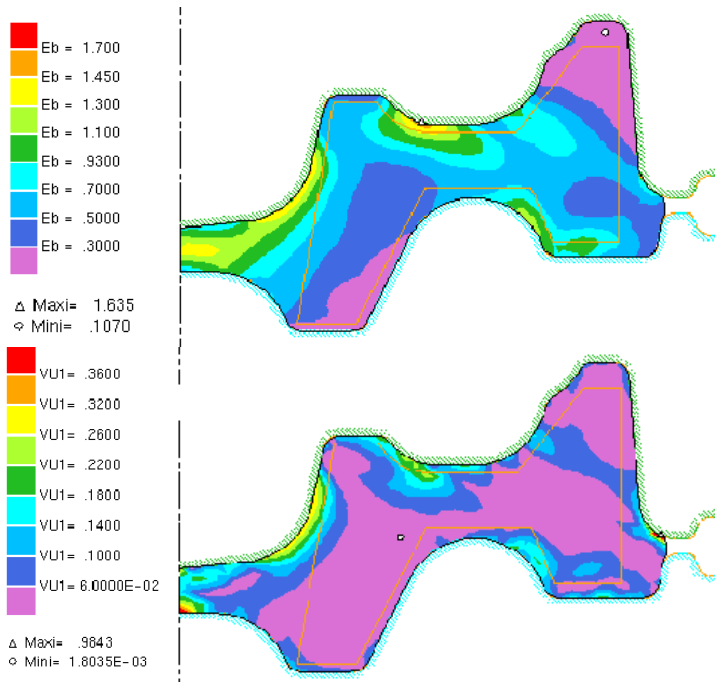 Eb = 1.700
Eb = 1.450
Eb = 1.300
Eb = 1.100
Eb = .9300
Eb = .7000
Eb = .5000
Eb = .3000
Maxi= 1.635
Mini= .1070
VU1= .3600
VU1= .3200
VU1= .2600
VU1= .2200
VU1= .1800
VU1= .1400
VU1= .1000
VU1= 6.0000E-02
Maxi= .9843
Mini= 1.8035E-03